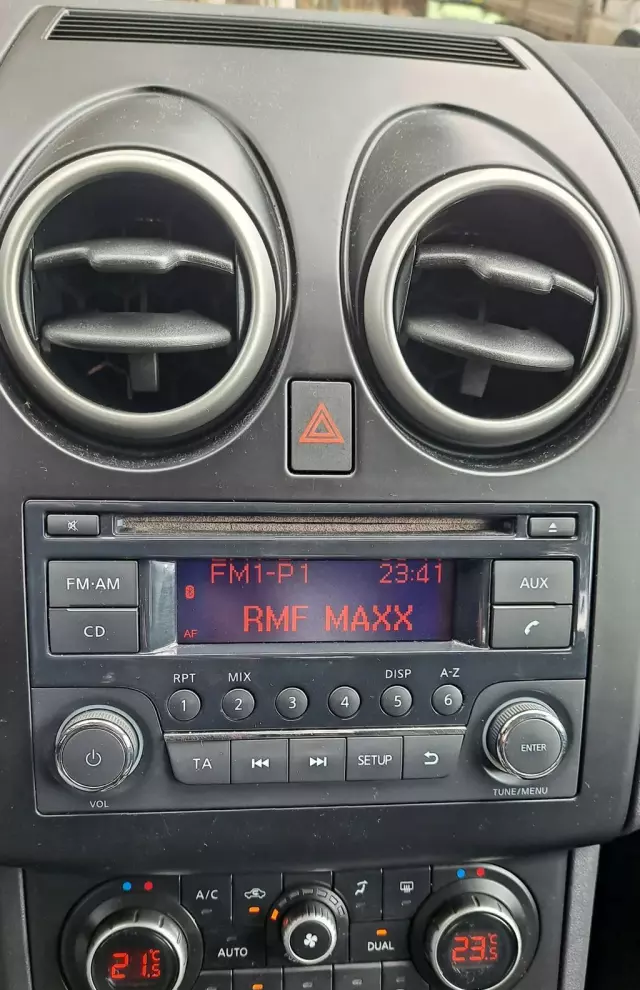 FM·AM
CD
FM1-P1 23:41
AF RMF MAXX
AUX
RPT MIX DISP A-Z
1 2 3 4 5 6
VOL
TA SETUP
ENTER
TUNE/MENU
A/C
AUTO DUAL
21.5°C
23.5°C